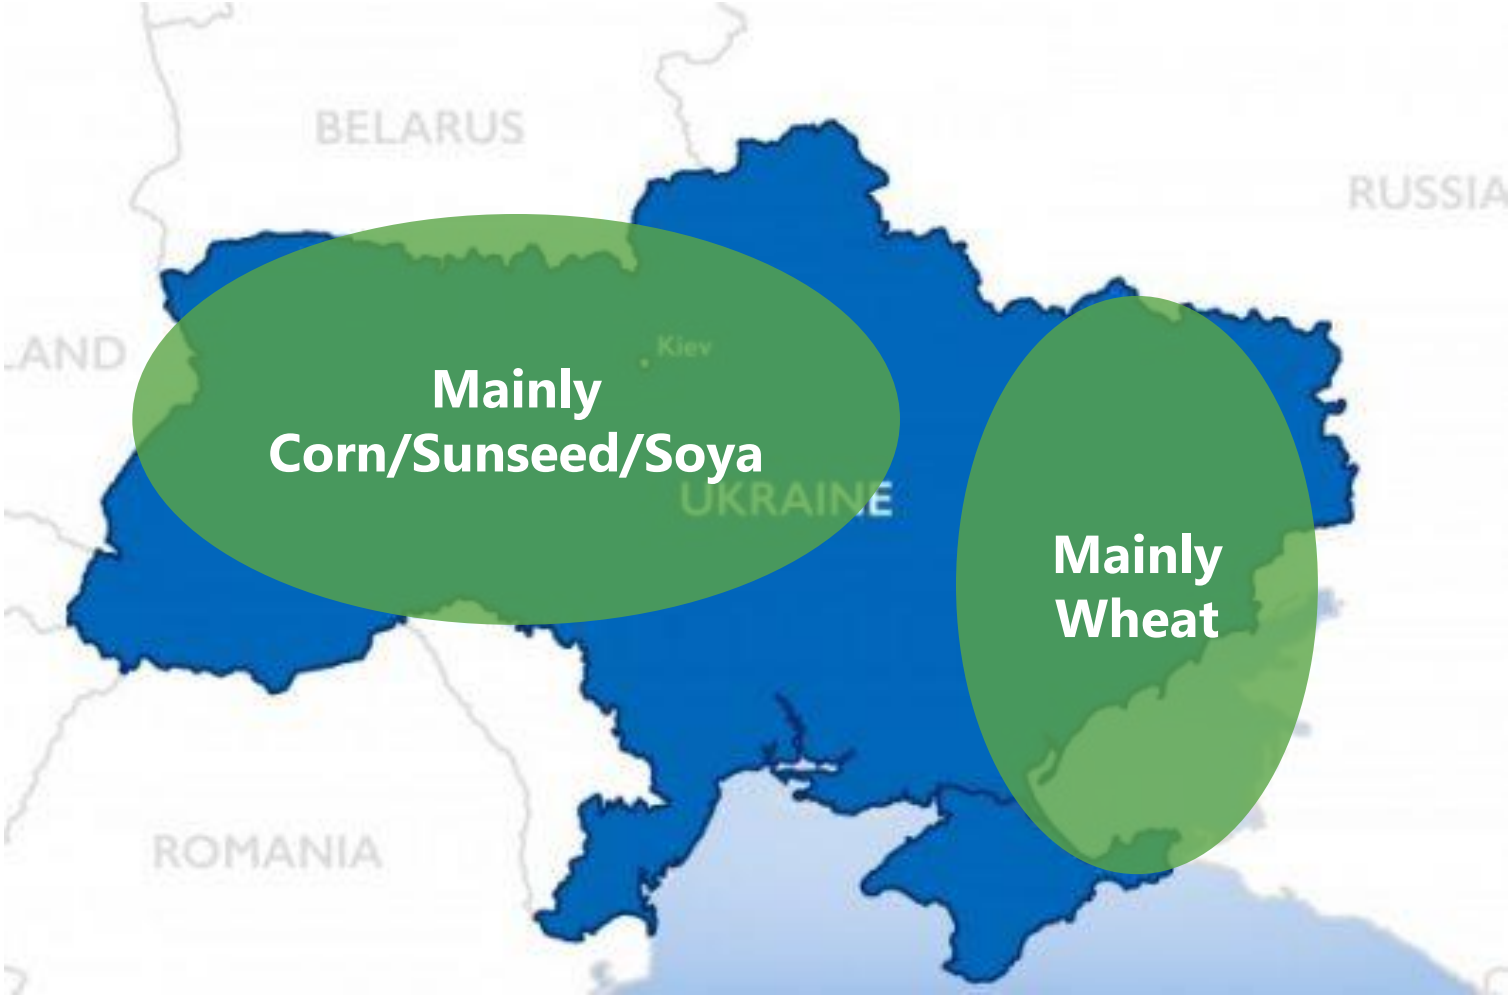 BELARUS
RUSSIA
LAND
Kiev
Mainly
Corn/Sunseed/Soya
UKRAINE
Mainly
Wheat
ROMANIA